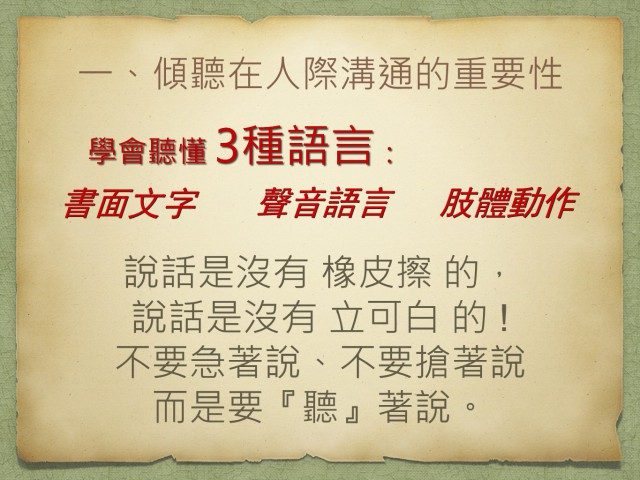 一、傾聽在人際溝通的重要性
學會聽懂 3種語言：
書面文字 聲音語言 肢體動作
說話是沒有 橡皮擦 的，
說話是沒有 立可白 的！
不要急著說、不要搶著說
而是要『聽』著說。